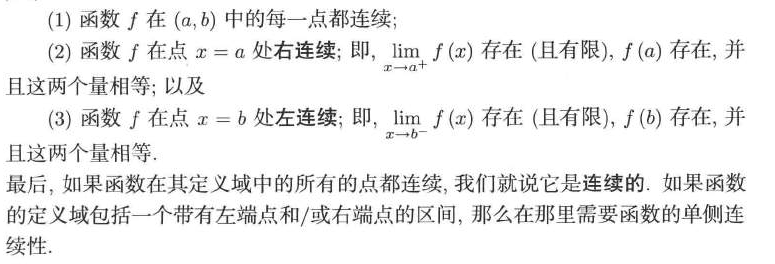 (1) 函数 f 在 (a, b) 中的每一点都连续;
(2) 函数 f 在点 x = a 处右连续; 即, lim_{x→a⁺} f (x) 存在 (且有限), f (a) 存在, 并
且这两个量相等; 以及
(3) 函数 f 在点 x = b 处左连续; 即, lim_{x→b⁻} f (x) 存在 (且有限), f (b) 存在, 并
且这两个量相等.
最后, 如果函数在其定义域中的所有的点都连续, 我们就说它是连续的. 如果函数
的定义域包括一个带有左端点和/或右端点的区间, 那么在那里需要函数的单侧连
续性.